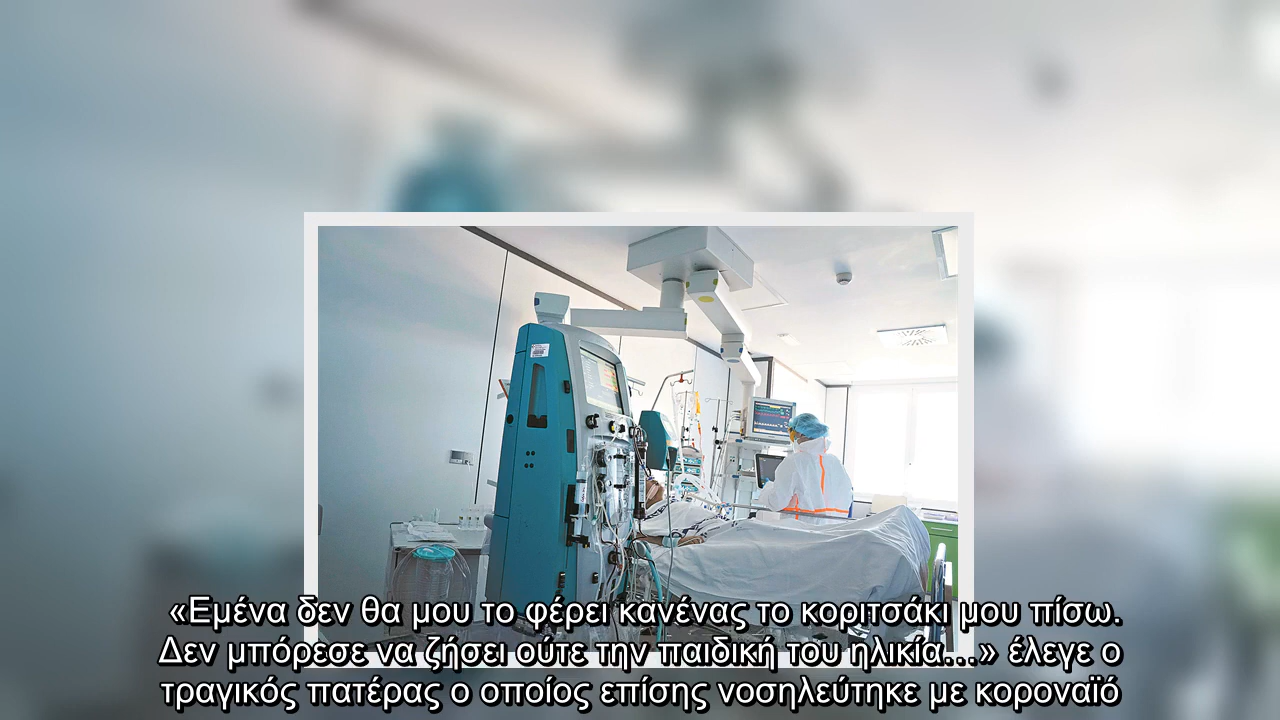 «Εμένα δεν θα μου το φέρει κανένας το κοριτσάκι μου πίσω.
Δεν μπόρεσε να ζήσει ούτε την παιδική του ηλικία...» έλεγε ο
τραγικός πατέρας ο οποίος επίσης νοσηλεύτηκε με κοροναϊό